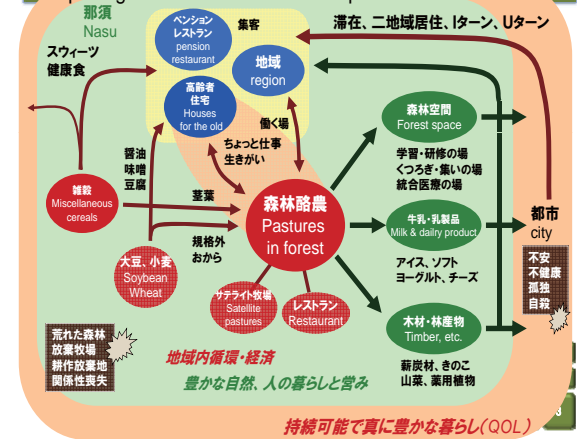 那須
Nasu
スウィーツ
健康食
ペンション
レストラン
pension
restaurant
集客
地域
region
高齢者
住宅
Houses
for the old
滞在、二地域居住、Iターン、Uターン
働く場
ちょっと仕事
生きがい
醤油
味噌
豆腐
雑穀
Miscellaneous
cereals
茎葉
規格外
おから
大豆、小麦
Soybean
Wheat
森林酪農
Pastures
in forest
サテライト牧場
Satellite
pastures
レストラン
Restaurant
森林空間
Forest space
学習・研修の場
くつろぎ・集いの場
統合医療の場
牛乳・乳製品
Milk & dailry product
アイス、ソフト
ヨーグルト、チーズ
木材・林産物
Timber, etc.
薪炭材、きのこ
山菜、薬用植物
都市
city
不安
不健康
孤独
自殺
荒れた森林
放棄牧場
耕作放棄地
関係性喪失
地域内循環・経済
豊かな自然、人の暮らしと営み
持続可能で真に豊かな暮らし(QOL)